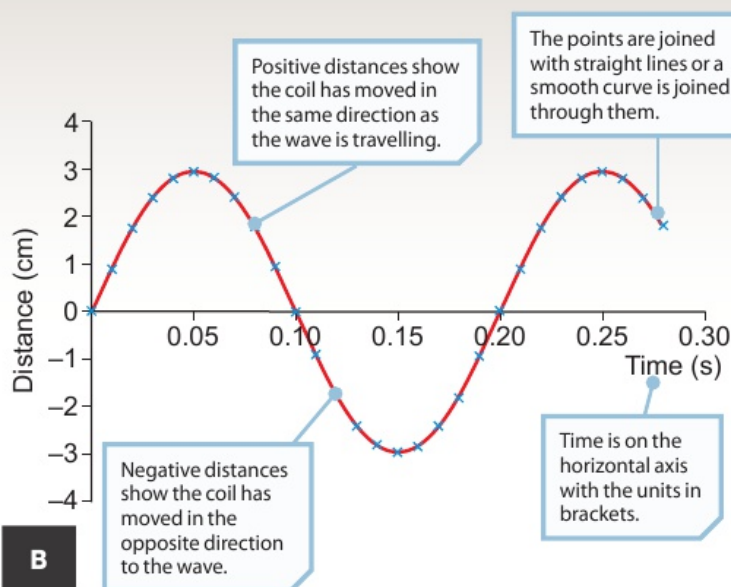 The points are joined
with straight lines or a
smooth curve is joined
through them.
Positive distances show
the coil has moved in
the same direction as
the wave is travelling.
4
3
2
1
0
–1
–2
–3
–4
Distance (cm)
0.05
0.10
0.15
0.20
0.25
0.30
Time (s)
Negative distances
show the coil has
moved in the
opposite direction
to the wave.
Time is on the
horizontal axis
with the units in
brackets.
B